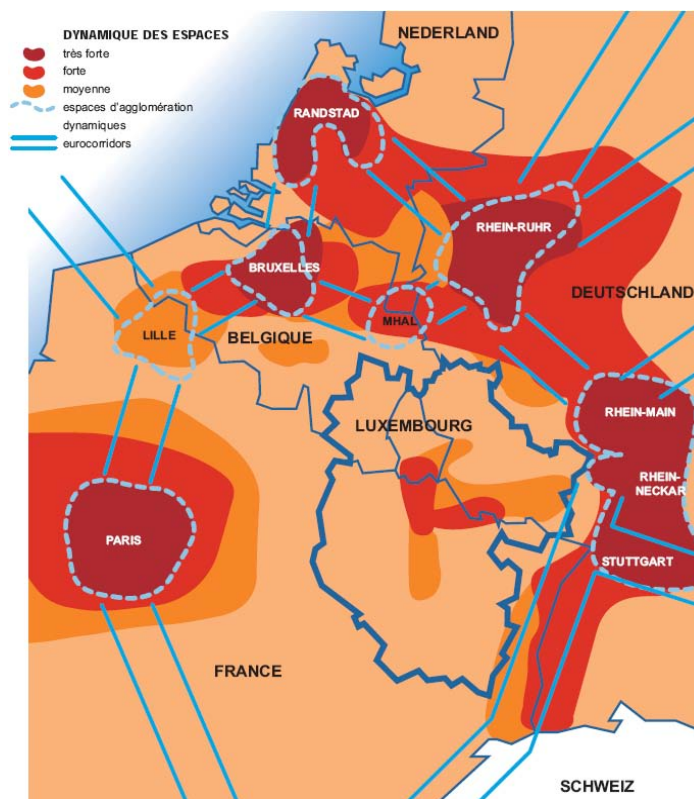 DYNAMIQUE DES ESPACES
très forte
forte
moyenne
espaces d'agglomération
dynamiques
eurocorridors
NEDERLAND
RANDSTAD
RHEIN-RUHR
BRUXELLES
DEUTSCHLAND
MHAL
LILLE
BELGIQUE
RHEIN-MAIN
LUXEMBOURG
RHEIN-
NECKAR
PARIS
STUTTGART
FRANCE
SCHWEIZ